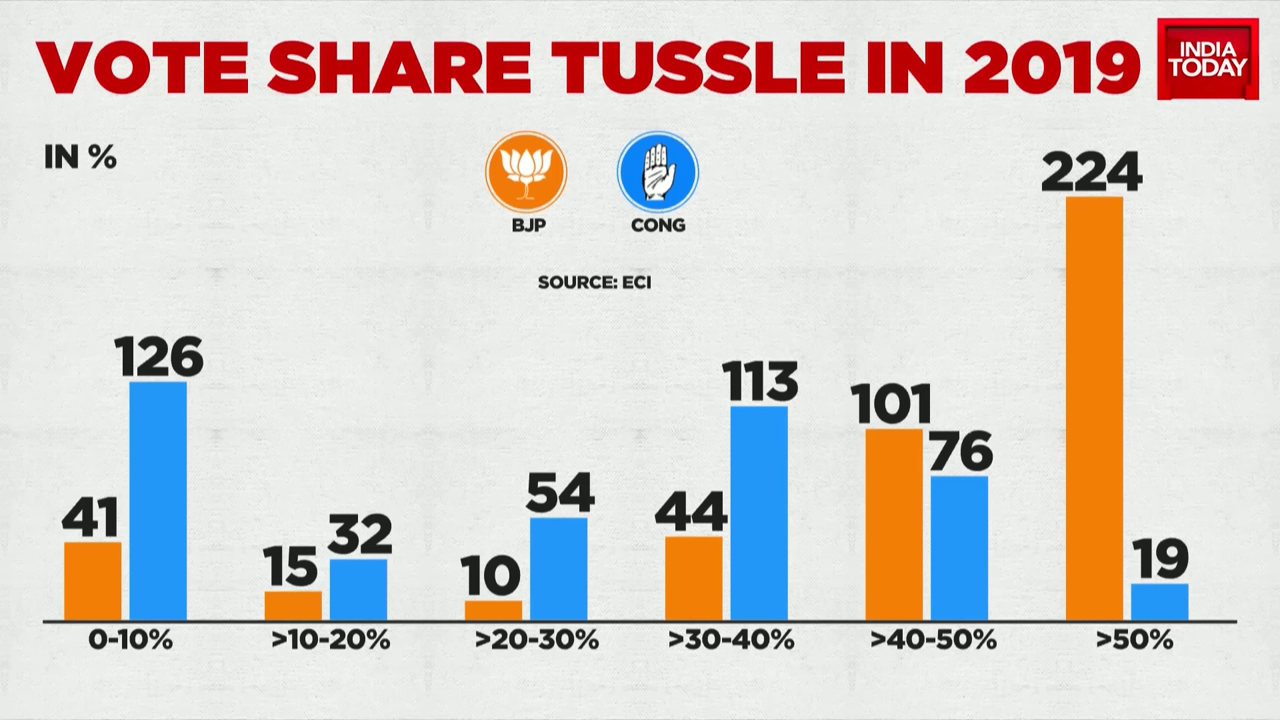 VOTE SHARE TUSSLE IN 2019
INDIA
TODAY
IN %
BJP
CONG
SOURCE: ECI
41
126
15
32
10
54
44
113
101
76
224
19
0-10%
>10-20%
>20-30%
>30-40%
>40-50%
>50%